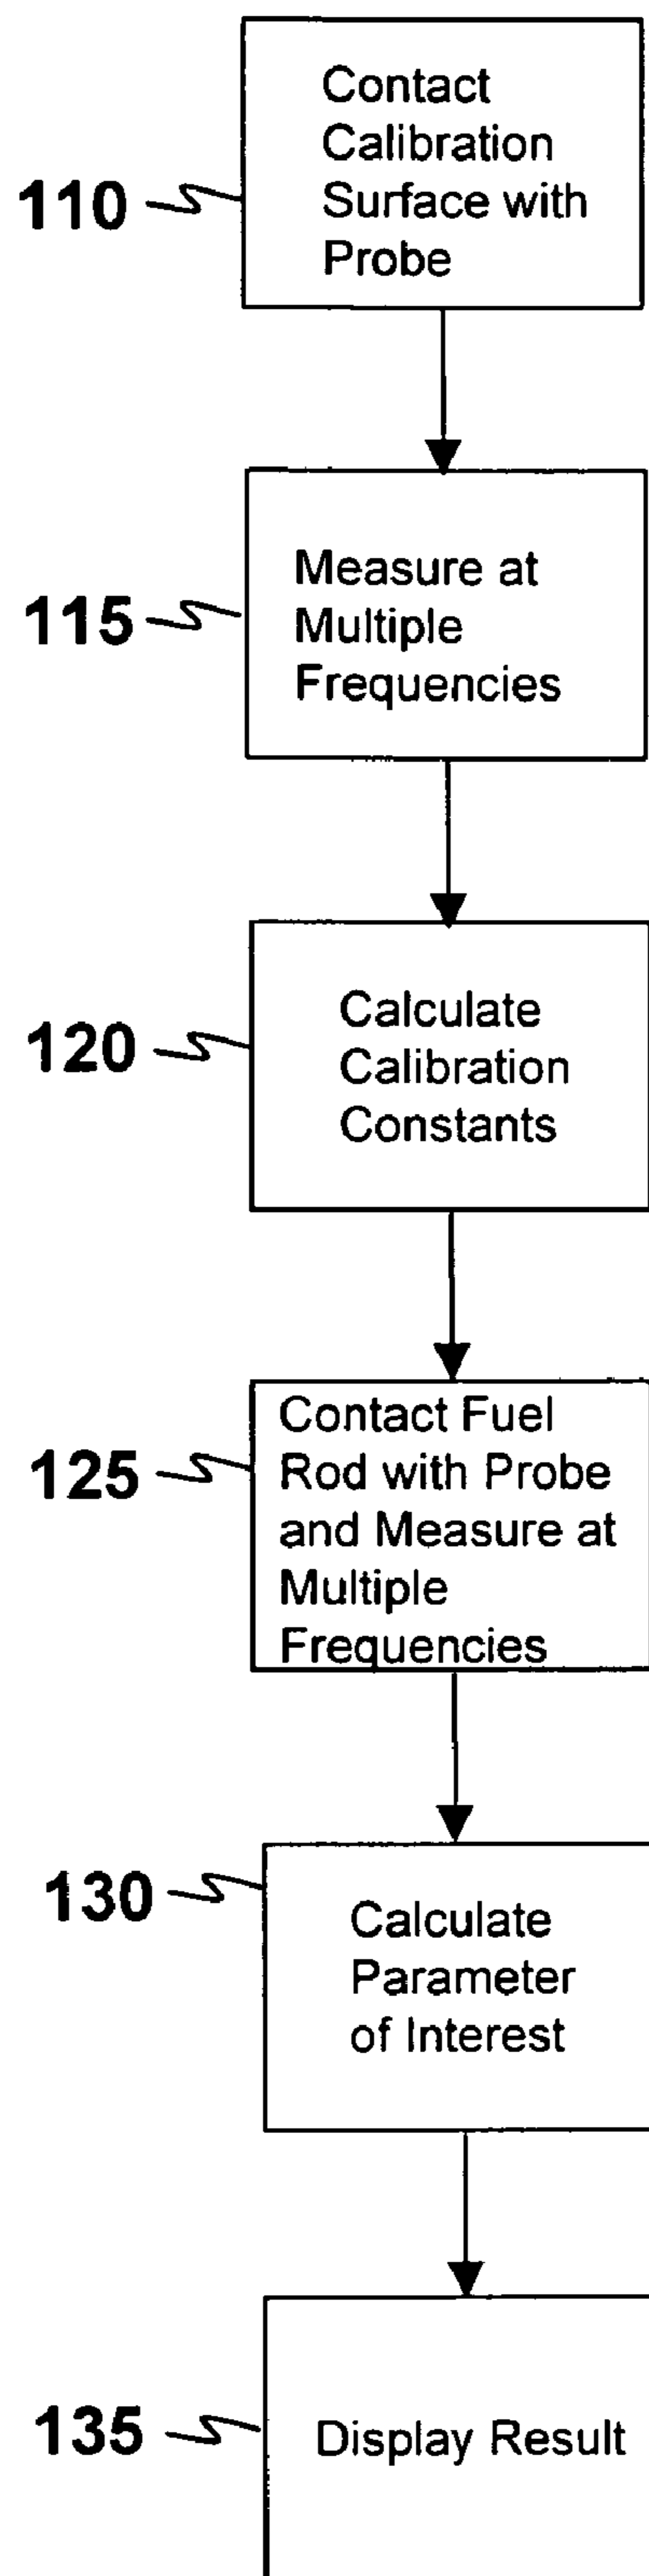 Contact
Calibration
Surface with
Probe
110
Measure at
Multiple
Frequencies
115
Calculate
Calibration
Constants
120
Contact Fuel
Rod with Probe
and Measure at
Multiple
Frequencies
125
Calculate
Parameter
of Interest
130
Display Result
135